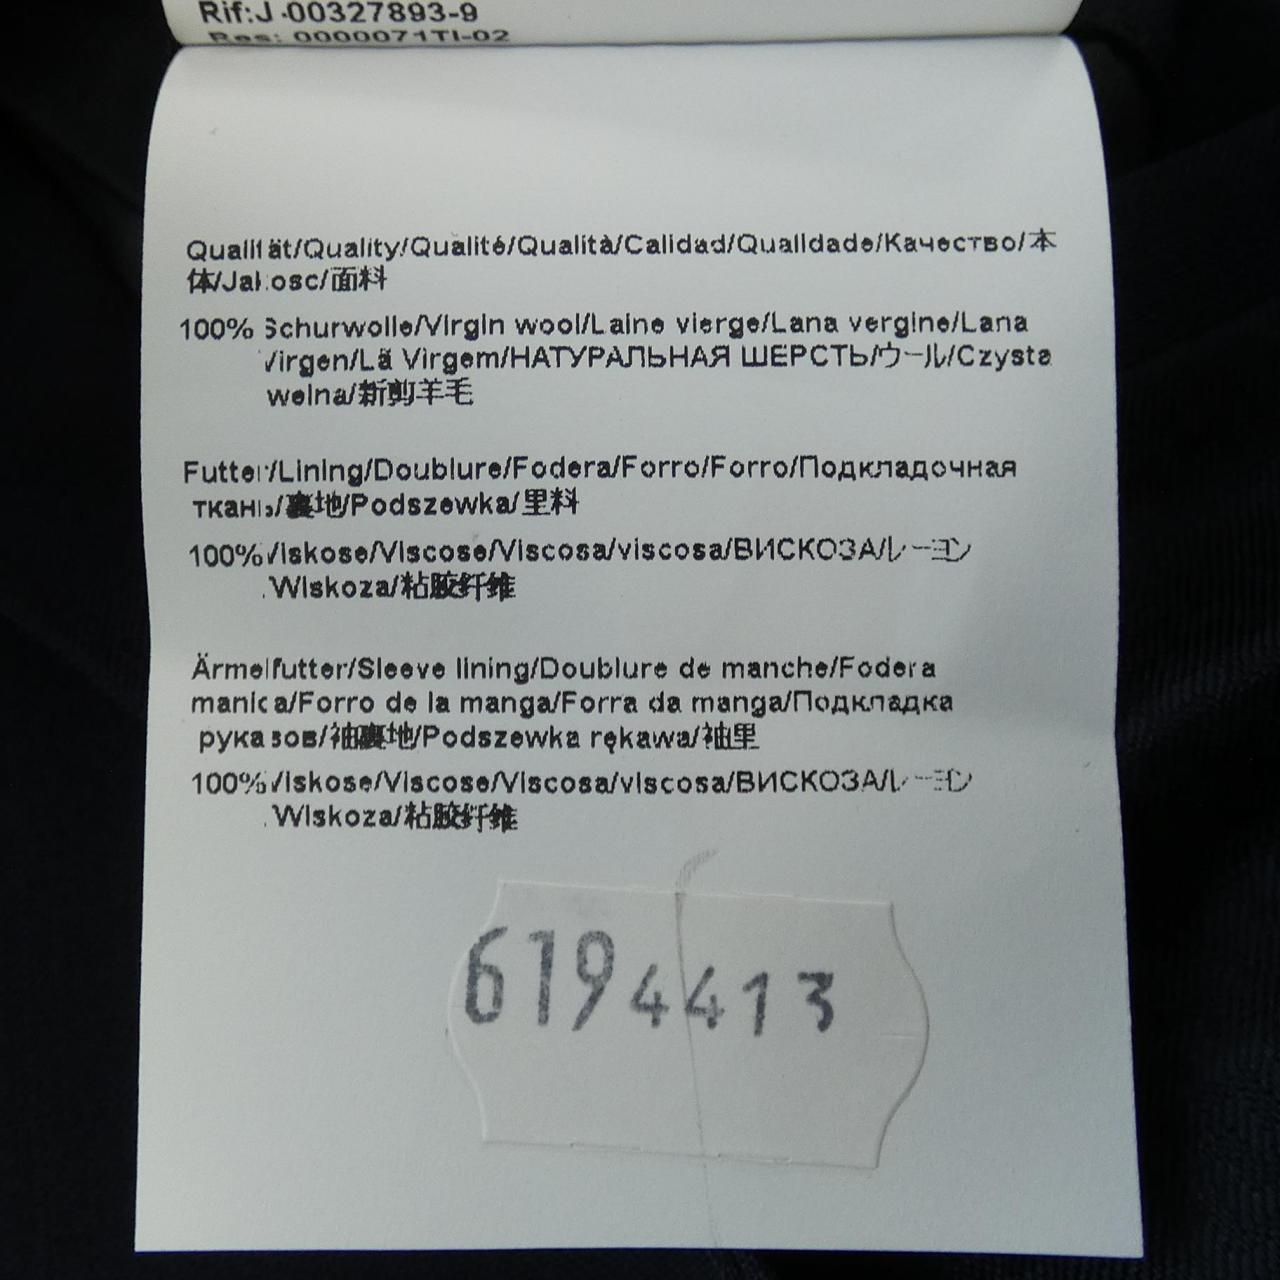 Rif:J-00327893-9
Res: 0000071TI-02
Qualität/Quality/Qualité/Qualità/Calidad/Qualidade/Качество/本
体/Jakosc/面料
100% Schurwolle/Virgin wool/Laine vierge/Lana vergine/Lana
Virgen/Lã Virgem/НАТУРАЛЬНАЯ ШЕРСТЬ/ウール/Czysta
welna/新剪羊毛
Futter/Lining/Doublure/Fodera/Forro/Forro/Подкладочная
ткань/裏地/Podszewka/里料
100% Viskose/Viscose/Viscosa/viscosa/ВИСКОЗА/レーヨン
Wiskoza/粘胶纤维
Ärmelfutter/Sleeve lining/Doublure de manche/Fodera
manica/Forro de la manga/Forra da manga/Подкладка
рукавов/袖裏地/Podszewka rękawa/袖里
100% Viskose/Viscose/Viscosa/viscosa/ВИСКОЗА/レーヨン
Wiskoza/粘胶纤维
6194413